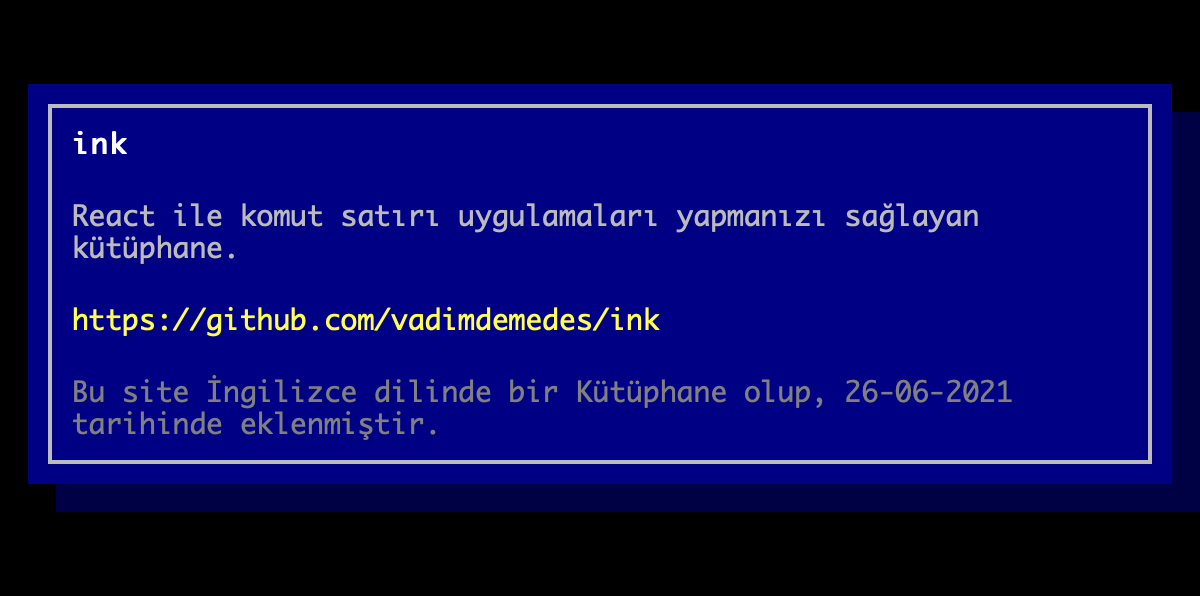 ink
React ile komut satırı uygulamaları yapmanızı sağlayan
kütüphane.
https://github.com/vadimdemedes/ink
Bu site İngilizce dilinde bir Kütüphane olup, 26-06-2021
tarihinde eklenmiştir.